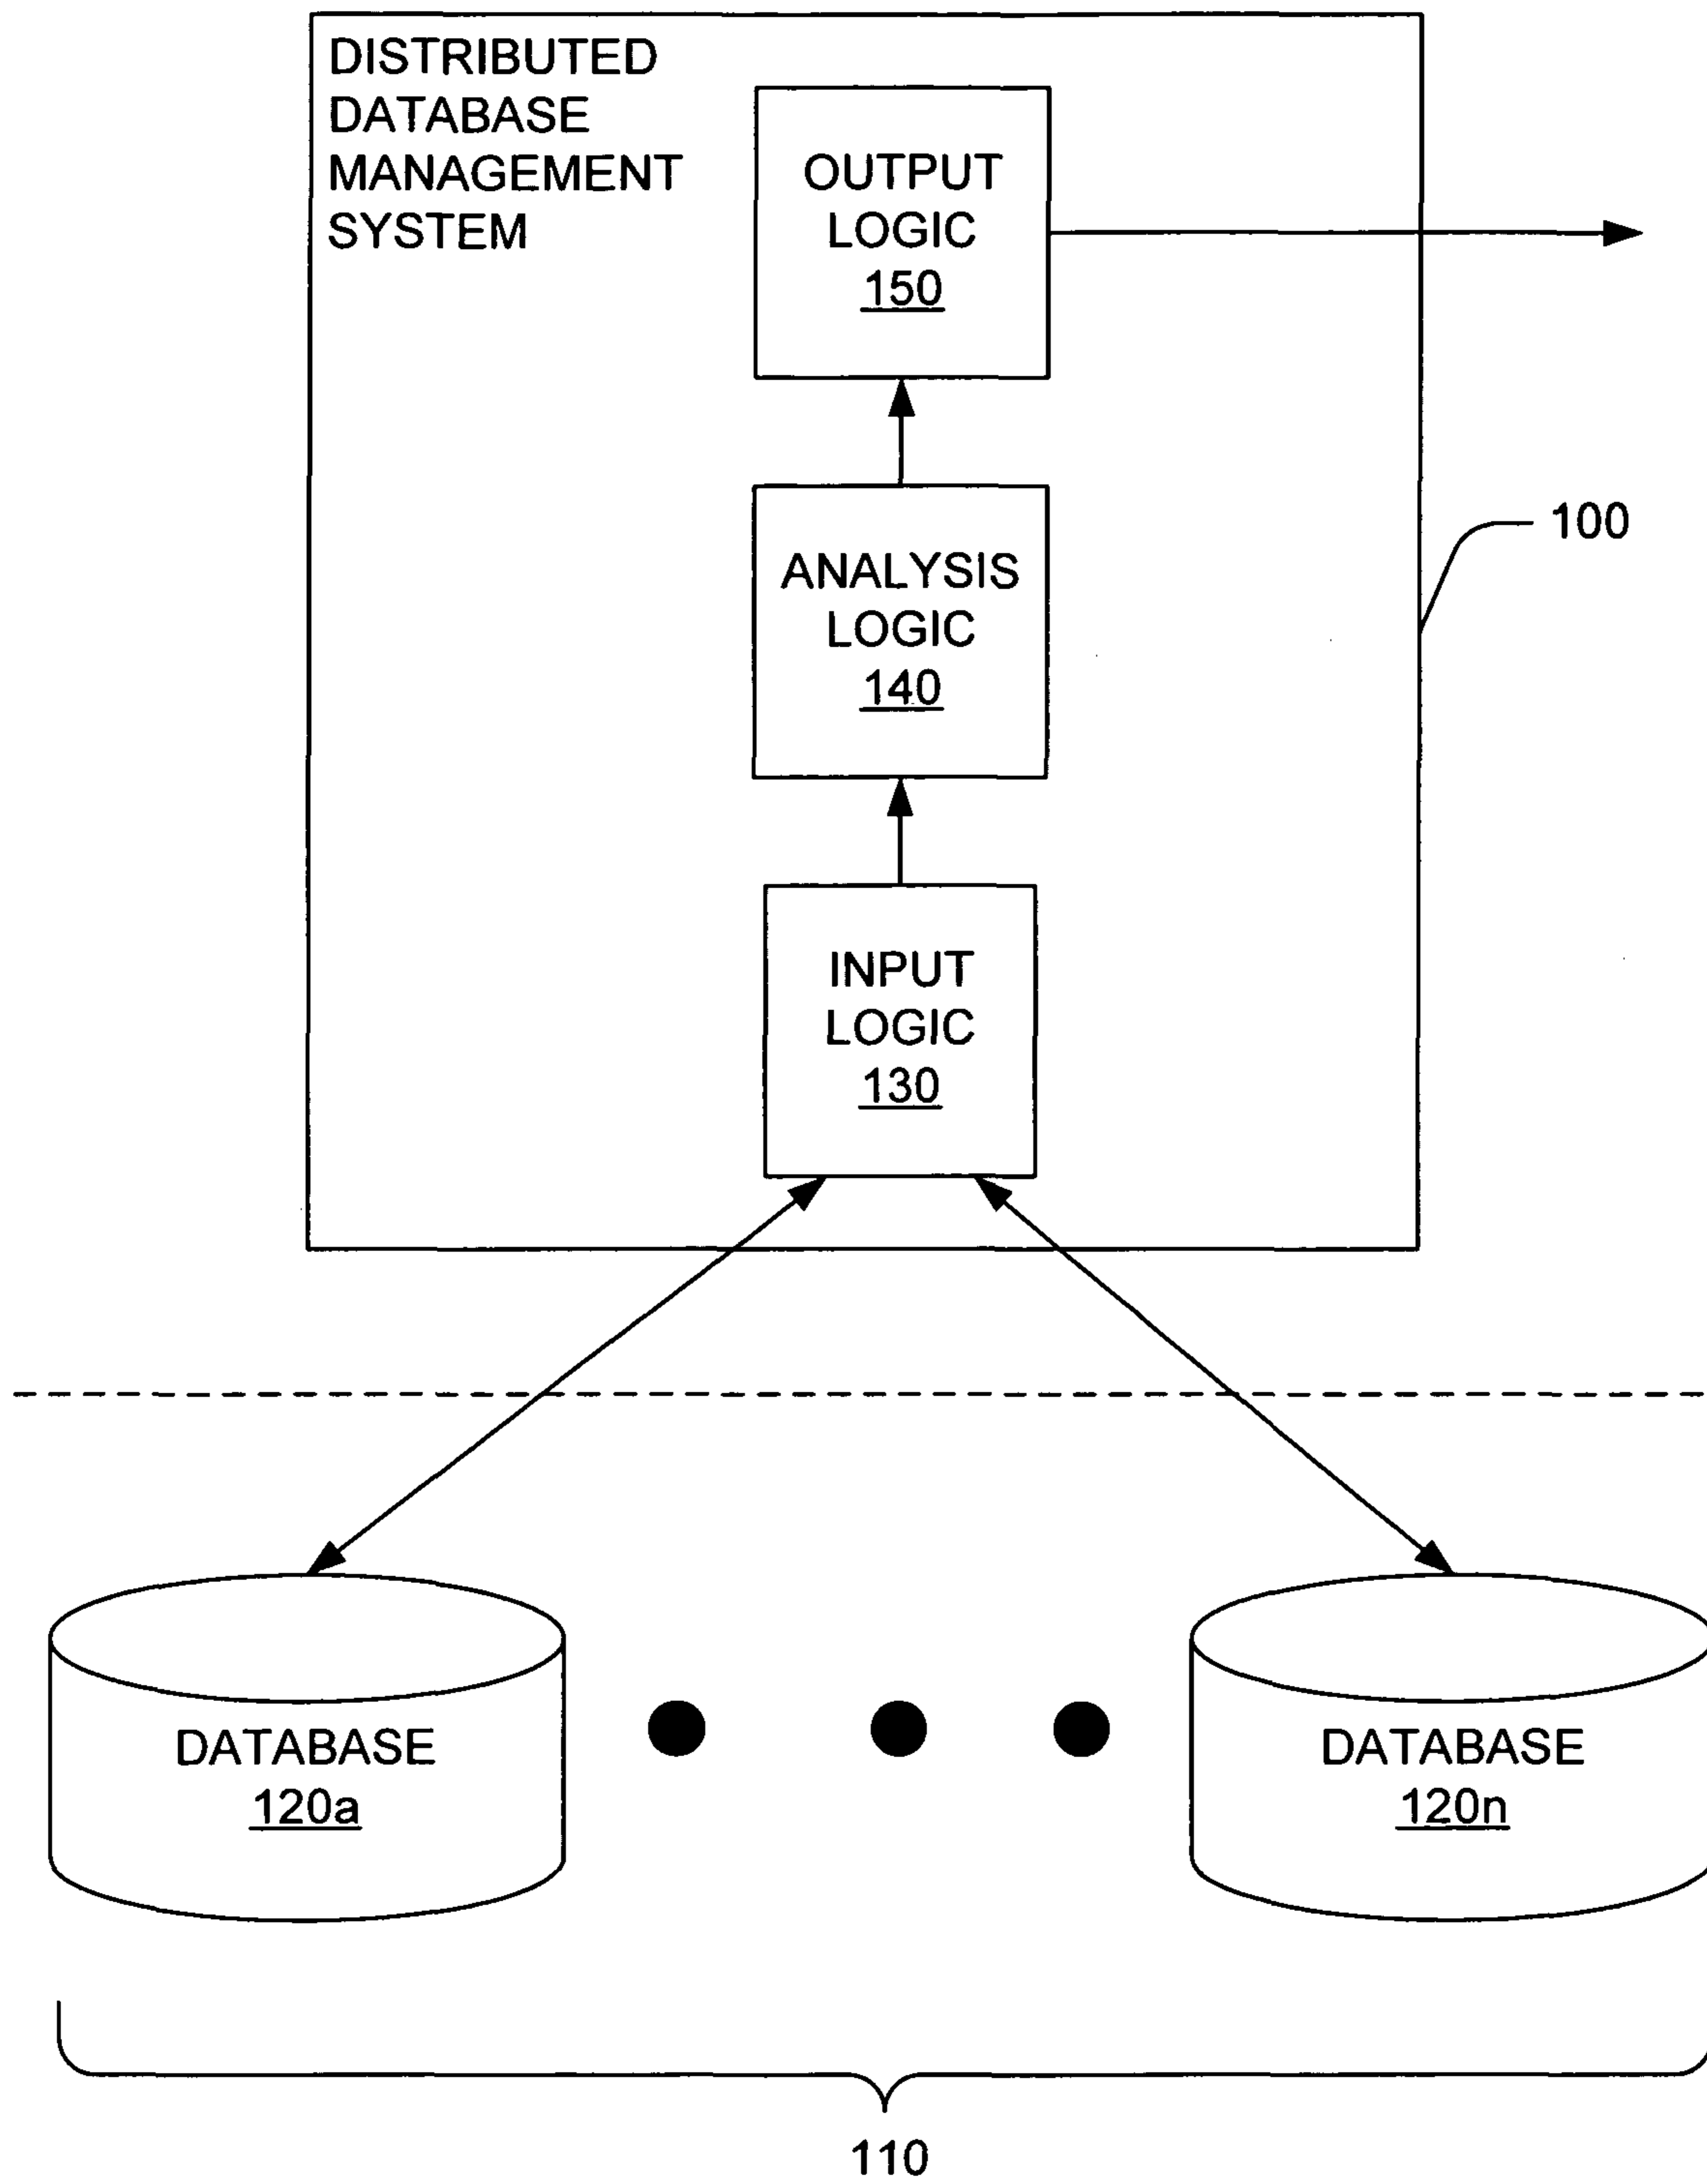 DISTRIBUTED
DATABASE
MANAGEMENT
SYSTEM
OUTPUT
LOGIC
150
100
ANALYSIS
LOGIC
140
INPUT
LOGIC
130
DATABASE
120a
DATABASE
120n
110